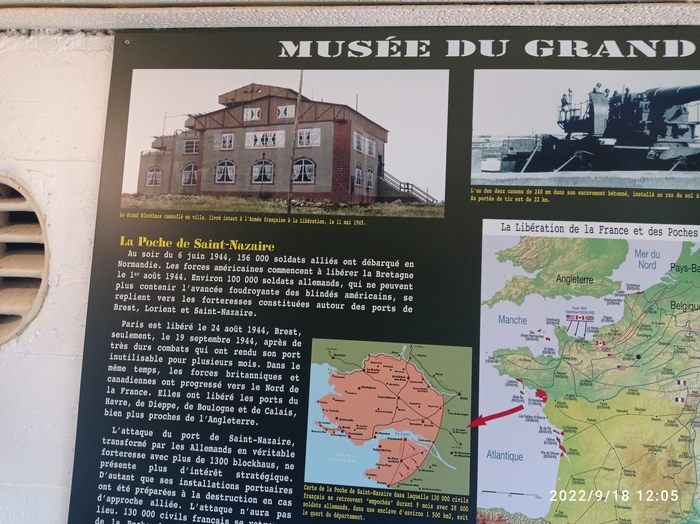 MUSÉE DU GRAND
Le Grand Blockhaus camouflé en villa, livré intact à l'Armée française à la Libération, le 11 mai 1945.
L'un des deux canons de 240 mm dans son encuvement bétonné, installé au ras du sol
Sa portée de tir est de 22 km.
La Poche de Saint-Nazaire
Au soir du 6 juin 1944, 156 000 soldats alliés ont débarqué en
Normandie. Les forces américaines commencent à libérer la Bretagne
le 1er août 1944. Environ 100 000 soldats allemands, qui ne peuvent
plus contenir l'avancée foudroyante des blindés américains, se
replient vers les forteresses constituées autour des ports de
Brest, Lorient et Saint-Nazaire.
Paris est libéré le 24 août 1944, Brest,
seulement, le 19 septembre 1944, après de
très durs combats qui ont rendu son port
inutilisable pour plusieurs mois. Dans le
même temps, les forces britanniques et
canadiennes ont progressé vers le Nord de
la France. Elles ont libéré les ports du
Havre, de Dieppe, de Boulogne et de Calais,
bien plus proches de l'Angleterre.
L'attaque du port de Saint-Nazaire,
transformé par les Allemands en véritable
forteresse avec plus de 1300 blockhaus, ne
présente plus d'intérêt stratégique.
D'autant que ses installations portuaires
ont été préparées à la destruction en cas
d'approche alliée. L'attaque n'aura pas
lieu. 130 000 civils français se
de la Poche
Carte de la Poche de Saint-Nazaire dans laquelle 130 000 civils
français se retrouvent "empochés" durant 9 mois avec 28 000
soldats allemands, dans une enclave d'environ 1 500 km2, soit
le quart du département.
La Libération de la France et des Poches
Mer du
Nord
Angleterre
Pays-Ba
Manche
Belgique
Atlantique
2022/9/18 12:05